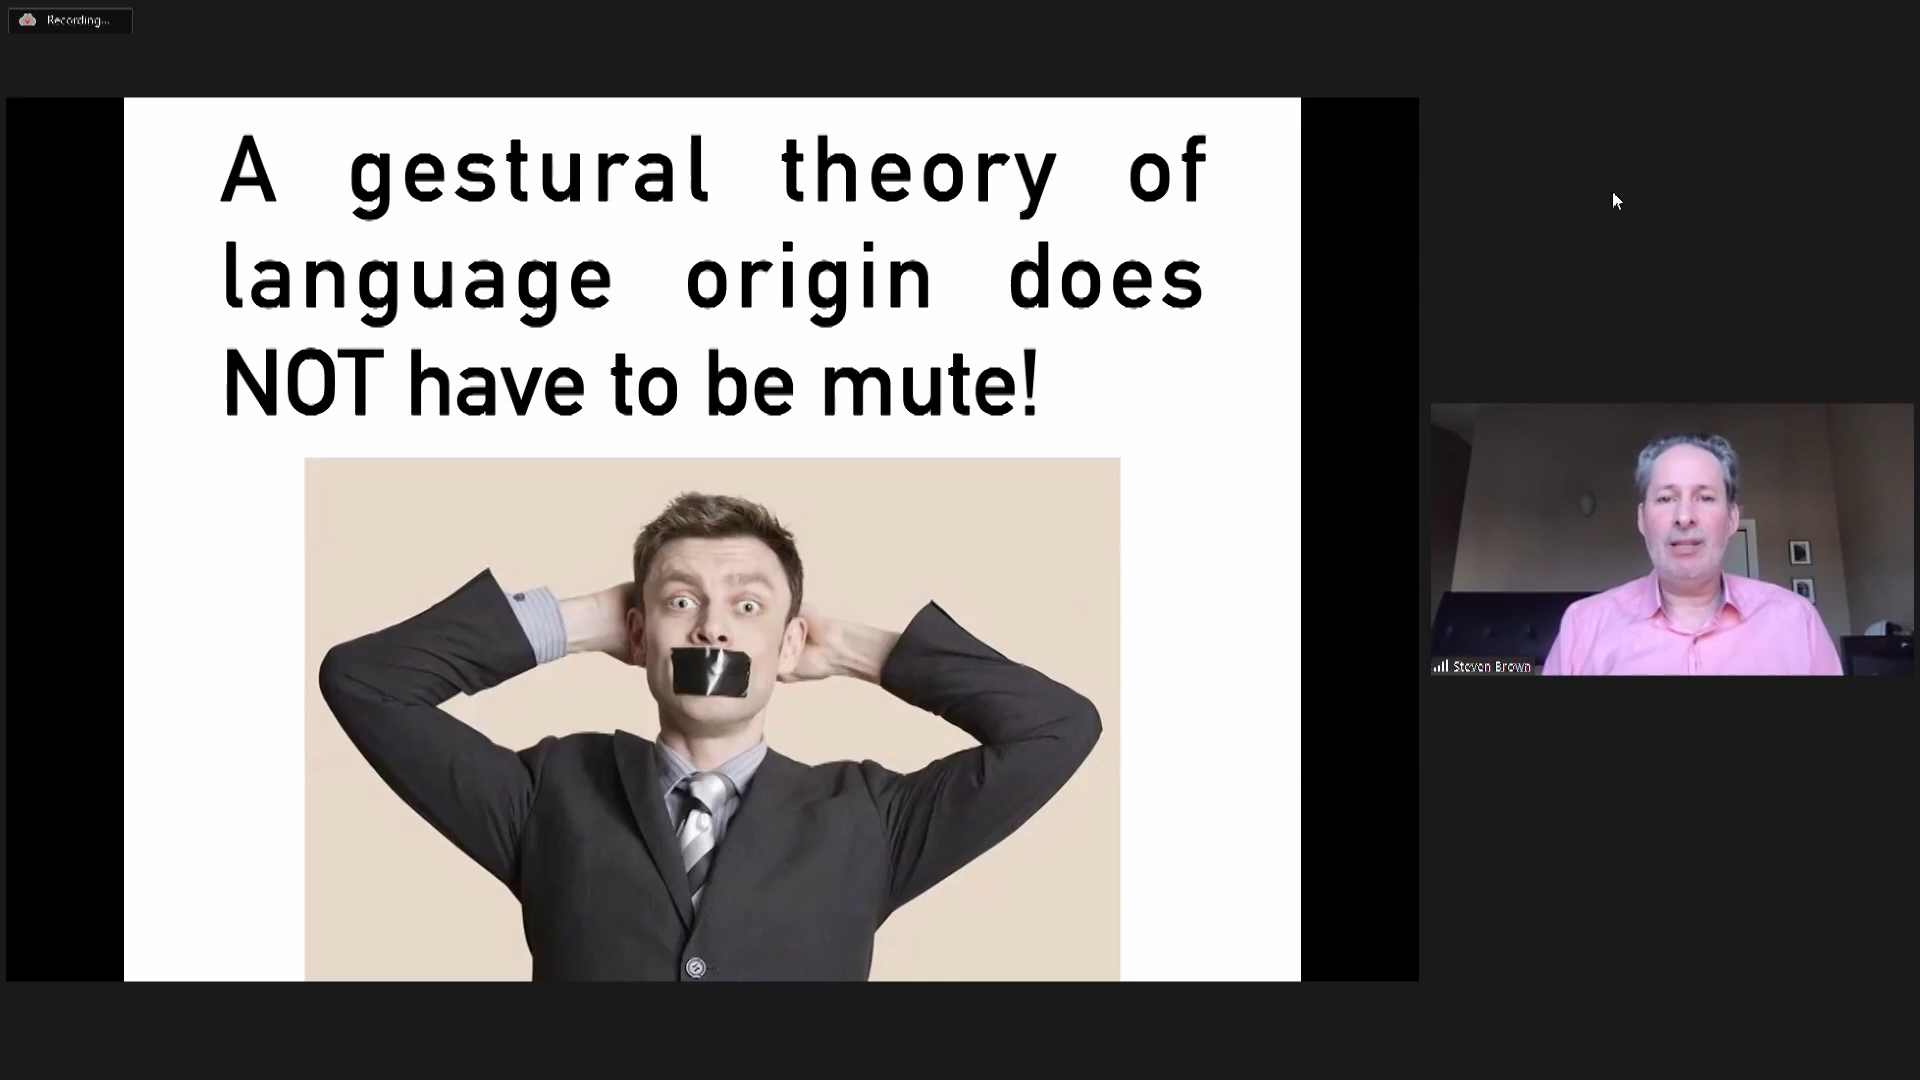 Recording...
A gestural theory of
language origin does
NOT have to be mute!
Steven Brown